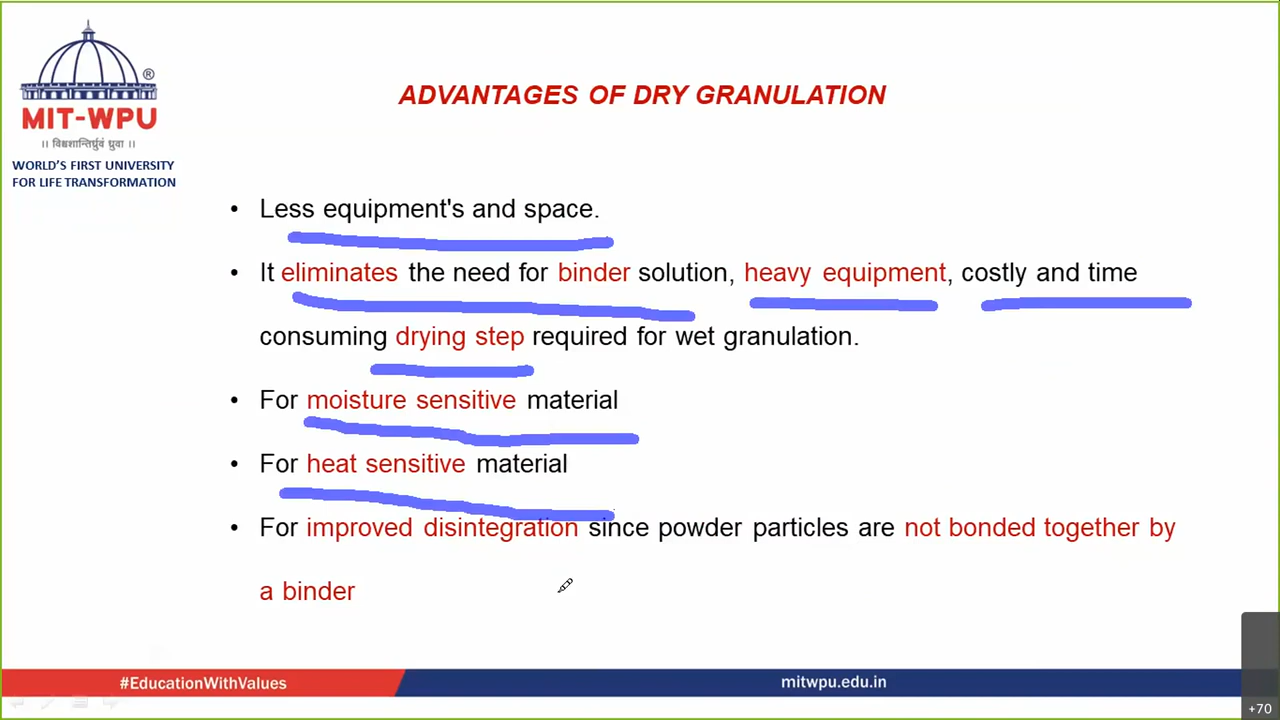 ADVANTAGES OF DRY GRANULATION
®
MIT-WPU
।। विश्वशान्तिर्ध्रुवं ध्रुवा ।।
WORLD'S FIRST UNIVERSITY
FOR LIFE TRANSFORMATION
• Less equipment's and space.
• It eliminates the need for binder solution, heavy equipment, costly and time
consuming drying step required for wet granulation.
• For moisture sensitive material
• For heat sensitive material
• For improved disintegration since powder particles are not bonded together by
a binder
#EducationWithValues
mitwpu.edu.in
+70